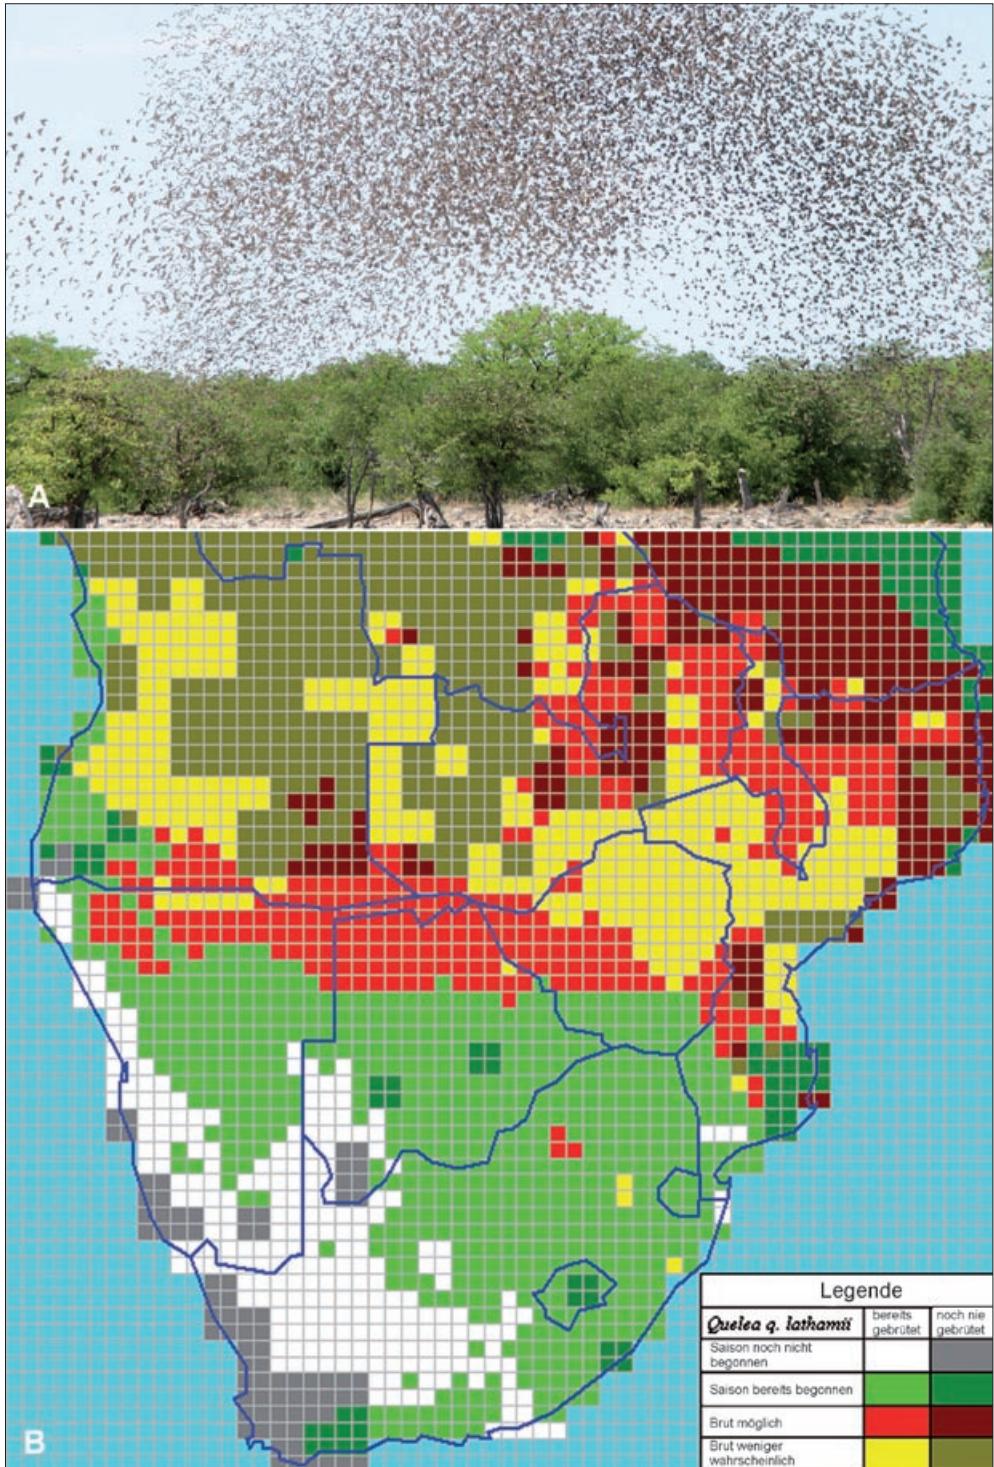 A
B
Legende
Quelea q. lathamii
bereits
gebrütet
noch nie
gebrütet
Saison noch nicht
begonnen
Saison bereits begonnen
Brut möglich
Brut weniger
wahrscheinlich